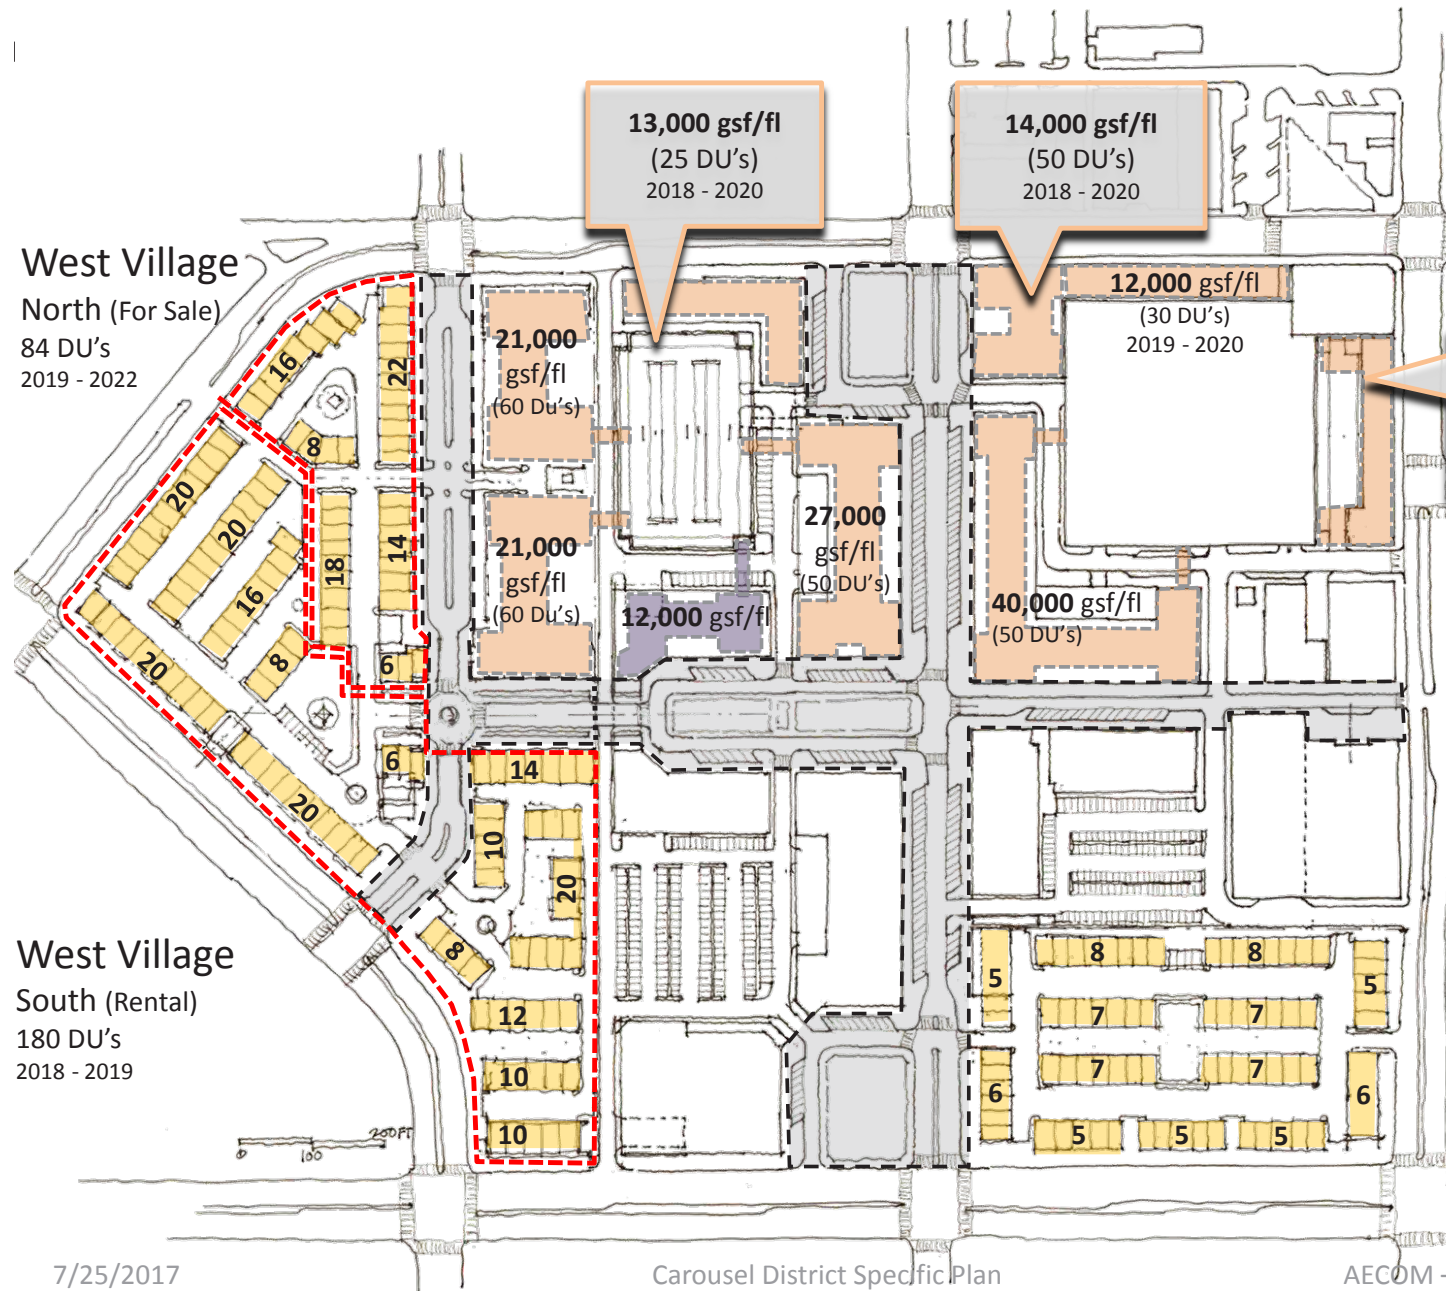 13,000 gsf/fl
(25 DU's)
2018 - 2020
14,000 gsf/fl
(50 DU's)
2018 - 2020
West Village
North (For Sale)
84 DU's
2019 - 2022
12,000 gsf/fl
(30 DU's)
2019 - 2020
21,000
gsf/fl
(60 Du's)
16
22
8
20
20
16
18
14
21,000
gsf/fl
(60 Du's)
27,000
gsf/fl
(50 DU's)
12,000 gsf/fl
40,000 gsf/fl
(50 DU's)
8
6
20
6
20
14
10
20
8
12
10
10
West Village
South (Rental)
180 DU's
2018 - 2019
5
8
8
5
7
7
7
7
6
6
5
5
5
0
100
200FT
7/25/2017
Carousel District Specific Plan
AECOM -